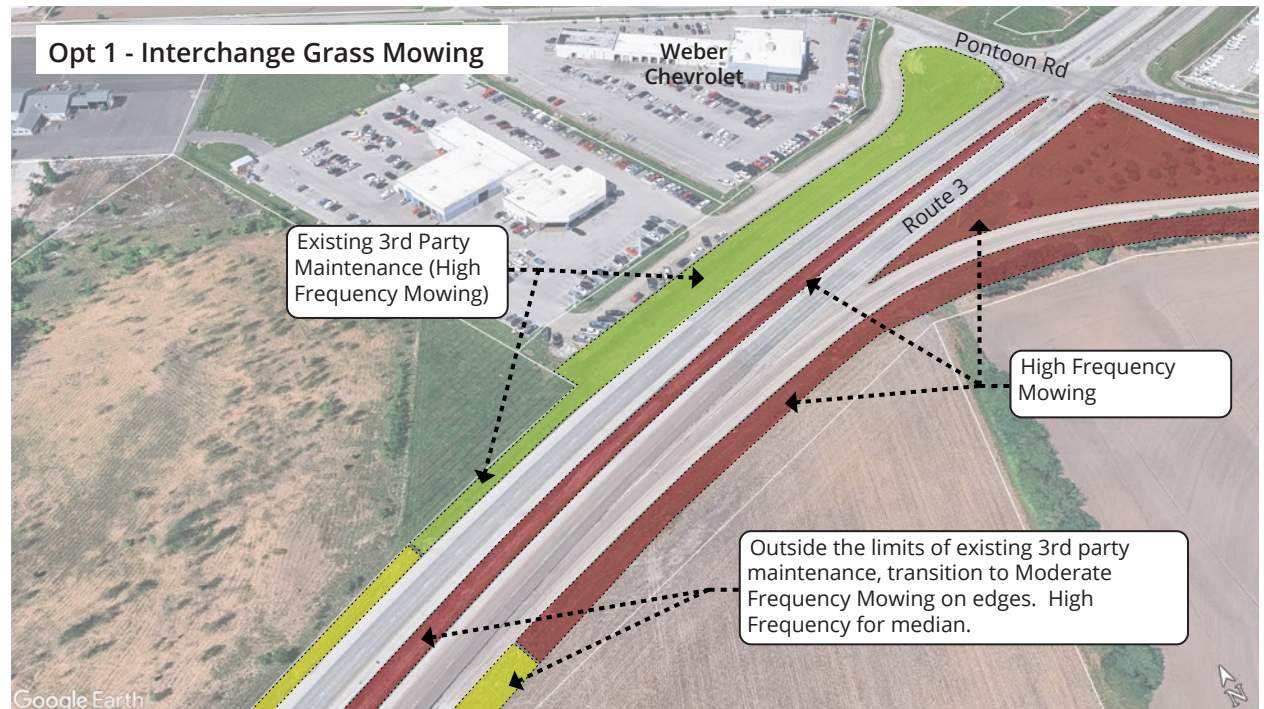 Opt 1 - Interchange Grass Mowing
Weber
Chevrolet
Pontoon Rd
Route 3
Existing 3rd Party
Maintenance (High
Frequency Mowing)
High Frequency
Mowing
Outside the limits of existing 3rd party
maintenance, transition to Moderate
Frequency Mowing on edges.  High
Frequency for median.
Google Earth
N